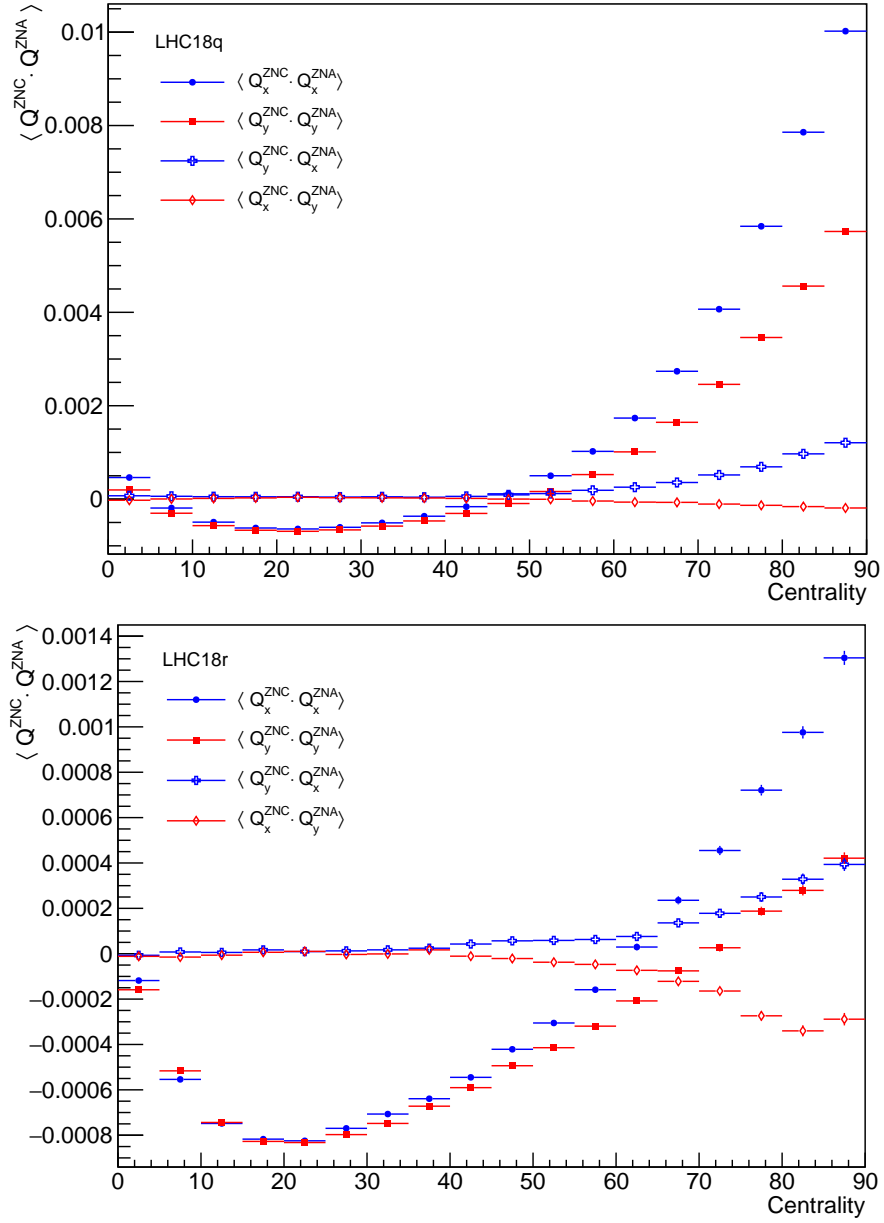 ⟨ Q^ZNC · Q^ZNA ⟩
LHC18q
⟨ Q_x^ZNC · Q_x^ZNA ⟩
⟨ Q_y^ZNC · Q_y^ZNA ⟩
⟨ Q_y^ZNC · Q_x^ZNA ⟩
⟨ Q_x^ZNC · Q_y^ZNA ⟩
0.01
0.008
0.006
0.004
0.002
0
0 10 20 30 40 50 60 70 80 90
Centrality
⟨ Q^ZNC · Q^ZNA ⟩
LHC18r
⟨ Q_x^ZNC · Q_x^ZNA ⟩
⟨ Q_y^ZNC · Q_y^ZNA ⟩
⟨ Q_y^ZNC · Q_x^ZNA ⟩
⟨ Q_x^ZNC · Q_y^ZNA ⟩
0.0014
0.0012
0.001
0.0008
0.0006
0.0004
0.0002
0
−0.0002
−0.0004
−0.0006
−0.0008
0 10 20 30 40 50 60 70 80 90
Centrality